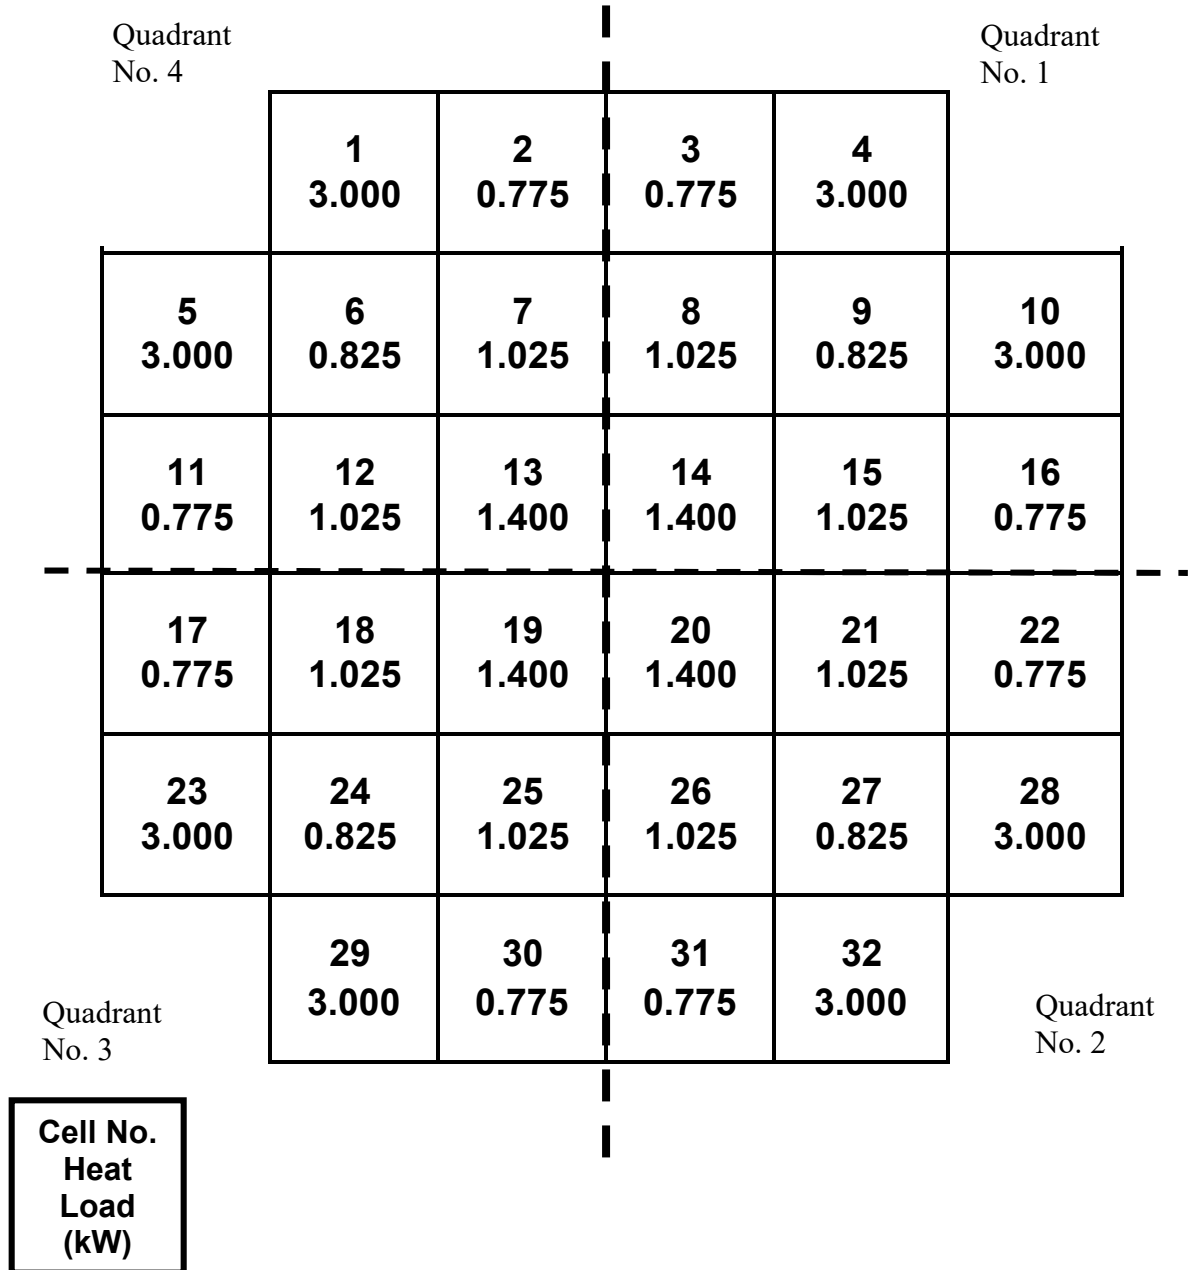 Quadrant
No. 4
Quadrant
No. 1
1 2 3 4
3.000 0.775 0.775 3.000
5 6 7 8 9 10
3.000 0.825 1.025 1.025 0.825 3.000
11 12 13 14 15 16
0.775 1.025 1.400 1.400 1.025 0.775
17 18 19 20 21 22
0.775 1.025 1.400 1.400 1.025 0.775
23 24 25 26 27 28
3.000 0.825 1.025 1.025 0.825 3.000
29 30 31 32
3.000 0.775 0.775 3.000
Quadrant
No. 3
Quadrant
No. 2
Cell No.
Heat
Load
(kW)